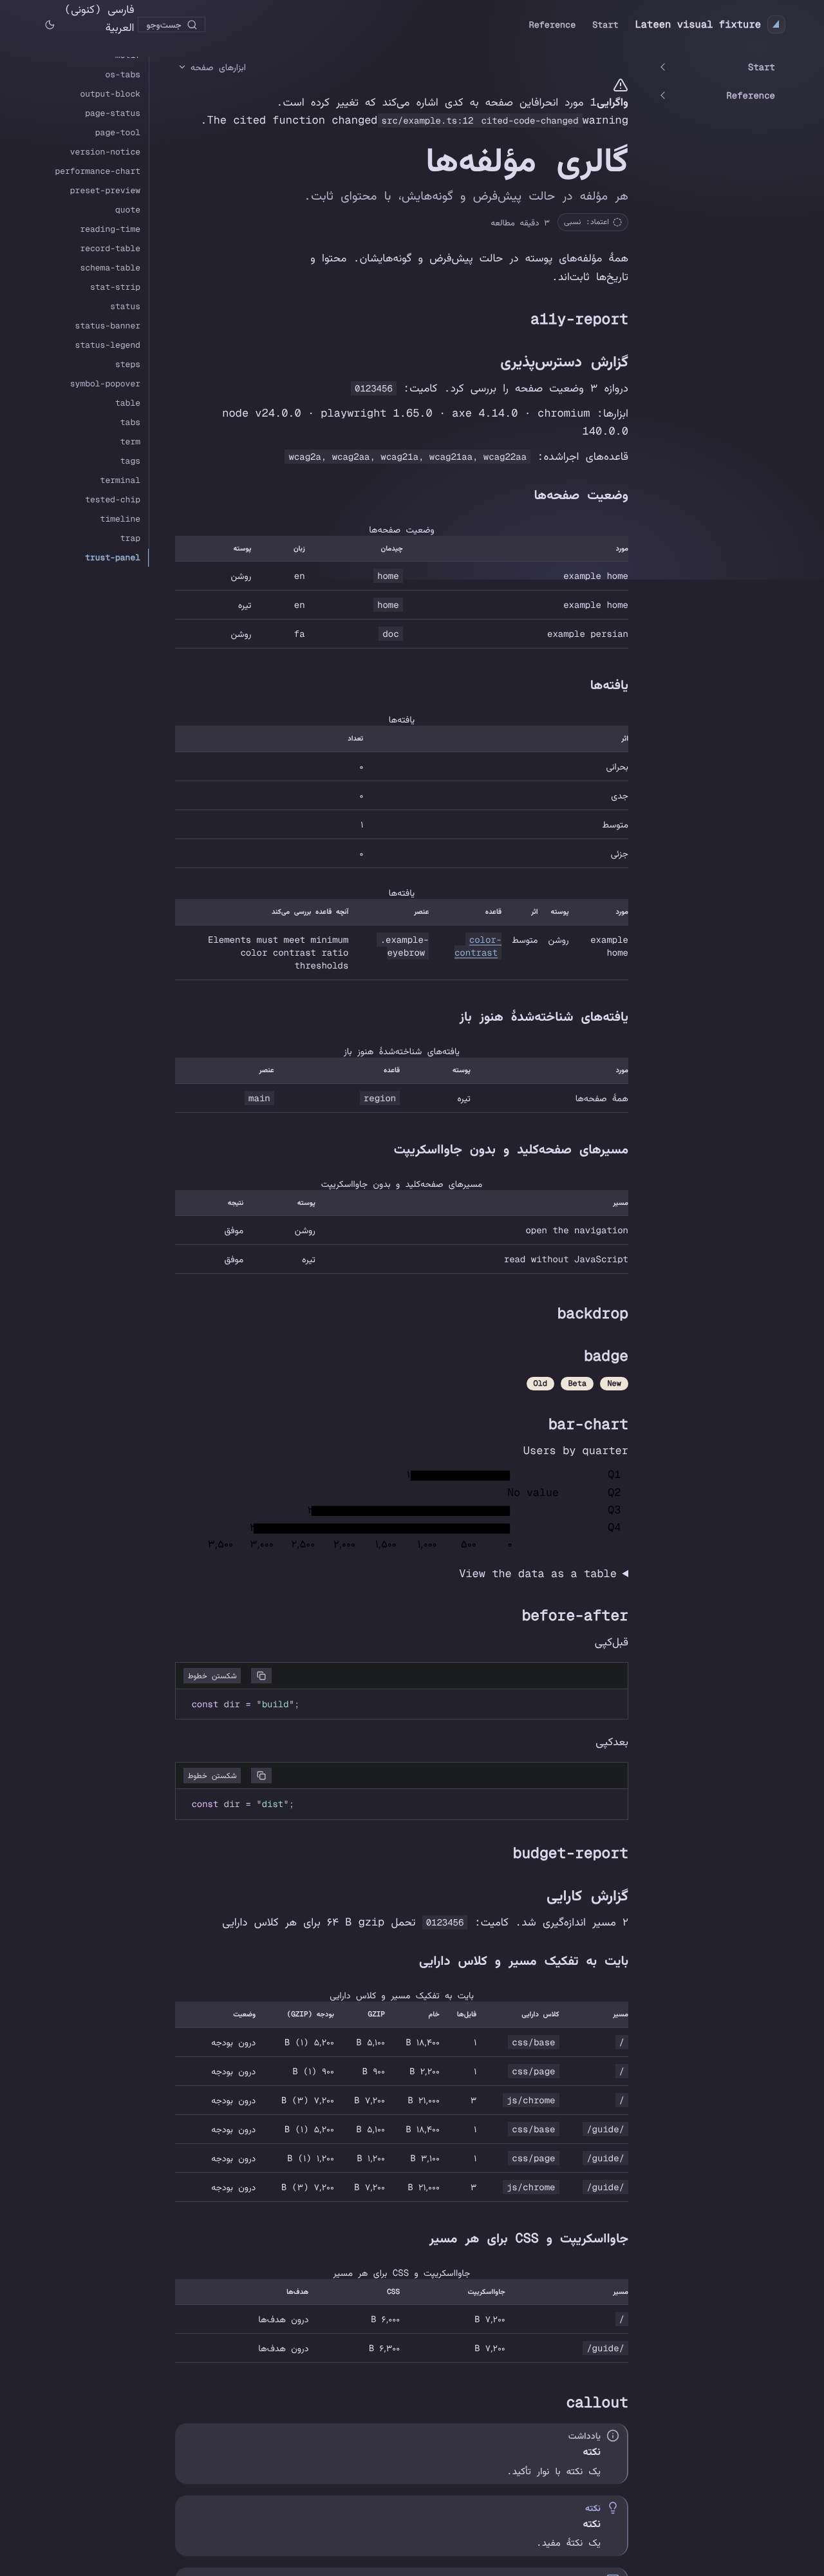 Lateen visual fixture
Start
Reference
جست‌وجو
فارسی (کنونی)
العربية
Start
Reference
ابزارهای صفحه
os-tabs
output-block
page-status
page-tool
version-notice
performance-chart
preset-preview
quote
reading-time
record-table
schema-table
stat-strip
status
status-banner
status-legend
steps
symbol-popover
table
tabs
term
tags
terminal
tested-chip
timeline
trap
trust-panel
واگرایی1 مورد انحرافاین صفحه به کدی اشاره می‌کند که تغییر کرده است.
warning cited-code-changed src/example.ts:12 The cited function changed.
گالری مؤلفه‌ها
هر مؤلفه در حالت پیش‌فرض و گونه‌هایش، با محتوای ثابت.
اعتماد: نسبی
۳ دقیقه مطالعه
همهٔ مؤلفه‌های پوسته در حالت پیش‌فرض و گونه‌هایشان. محتوا و
تاریخ‌ها ثابت‌اند.
a11y-report
گزارش دسترس‌پذیری
دروازه ۳ وضعیت صفحه را بررسی کرد. کامیت: 0123456
ابزارها: node v24.0.0 · playwright 1.65.0 · axe 4.14.0 · chromium
140.0.0
قاعده‌های اجراشده: wcag2a, wcag2aa, wcag21a, wcag21aa, wcag22aa
وضعیت صفحه‌ها
وضعیت صفحه‌ها
مورد چیدمان زبان پوسته
example home home en روشن
example home home en تیره
example persian doc fa روشن
یافته‌ها
یافته‌ها
اثر تعداد
بحرانی ۰
جدی ۰
متوسط ۱
جزئی ۰
یافته‌ها
مورد پوسته اثر قاعده عنصر آنچه قاعده بررسی می‌کند
example home روشن متوسط color-contrast .example-eyebrow Elements must meet minimum color contrast ratio thresholds
یافته‌های شناخته‌شدهٔ هنوز باز
یافته‌های شناخته‌شدهٔ هنوز باز
مورد قاعده پوسته عنصر
همهٔ صفحه‌ها تیره region main
مسیرهای صفحه‌کلید و بدون جاوااسکریپت
مسیرهای صفحه‌کلید و بدون جاوااسکریپت
مسیر پوسته نتیجه
open the navigation روشن موفق
read without JavaScript تیره موفق
backdrop
badge
New Beta Old
bar-chart
Users by quarter
Q1
Q2 No value
Q3
Q4
۰ ۵۰۰ ۱,۰۰۰ ۱,۵۰۰ ۲,۰۰۰ ۲,۵۰۰ ۳,۰۰۰ ۳,۵۰۰
View the data as a table
before-after
قبل‌کپی
شکستن خطوط
const dir = "build";
بعدکپی
شکستن خطوط
const dir = "dist";
budget-report
گزارش کارایی
۲ مسیر اندازه‌گیری شد. کامیت: 0123456 تحمل ۶۴ B gzip برای هر کلاس دارایی
بایت به تفکیک مسیر و کلاس دارایی
بایت به تفکیک مسیر و کلاس دارایی
مسیر کلاس دارایی فایل‌ها خام GZIP بودجه (GZIP) وضعیت
/ css/base ۱ ۱۸,۴۰۰ B ۵,۱۰۰ B ۵,۲۰۰ B (۱) درون بودجه
/ css/page ۱ ۲,۲۰۰ B ۹۰۰ B ۹۰۰ B (۱) درون بودجه
/ js/chrome ۳ ۲۱,۰۰۰ B ۷,۲۰۰ B ۷,۲۰۰ B (۳) درون بودجه
/guide/ css/base ۱ ۱۸,۴۰۰ B ۵,۱۰۰ B ۵,۲۰۰ B (۱) درون بودجه
/guide/ css/page ۱ ۳,۱۰۰ B ۱,۲۰۰ B ۱,۲۰۰ B (۱) درون بودجه
/guide/ js/chrome ۳ ۲۱,۰۰۰ B ۷,۲۰۰ B ۷,۲۰۰ B (۳) درون بودجه
جاوااسکریپت و CSS برای هر مسیر
جاوااسکریپت و CSS برای هر مسیر
مسیر جاوااسکریپت CSS هدف‌ها
/ ۷,۲۰۰ B ۶,۰۰۰ B درون هدف‌ها
/guide/ ۷,۲۰۰ B ۶,۳۰۰ B درون هدف‌ها
callout
یادداشت
نکته
یک نکته با نوار تأکید.
نکته
نکته
یک نکتهٔ مفید.